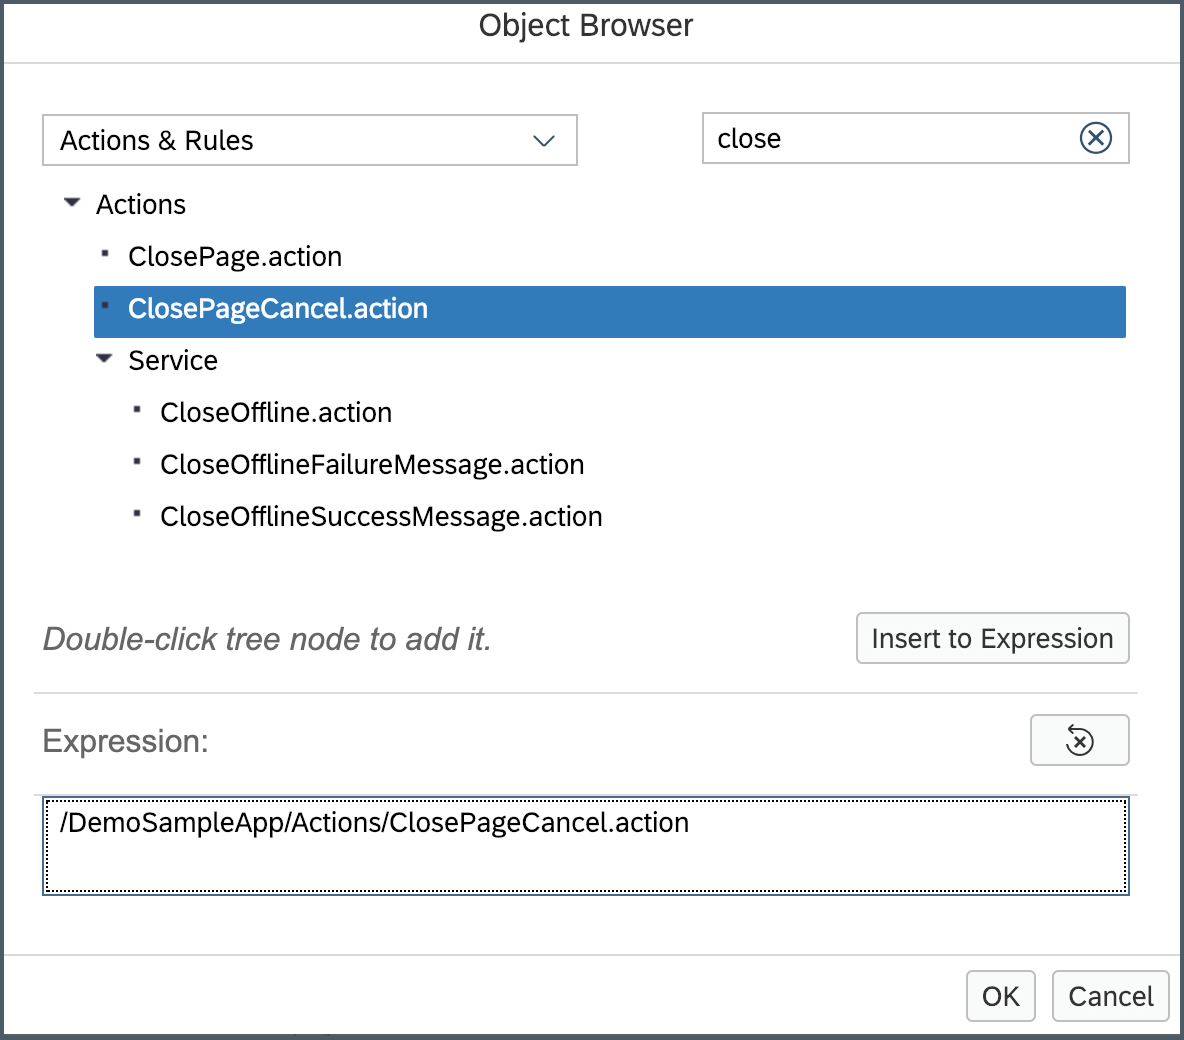 Object Browser
Actions & Rules
close
Actions
ClosePage.action
ClosePageCancel.action
Service
CloseOffline.action
CloseOfflineFailureMessage.action
CloseOfflineSuccessMessage.action
Double-click tree node to add it.
Insert to Expression
Expression:
/DemoSampleApp/Actions/ClosePageCancel.action
OK
Cancel